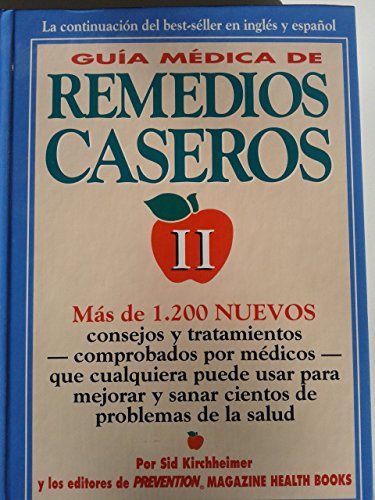 La continuación del best-séller en inglés y español
GUÍA MÉDICA DE
REMEDIOS
CASEROS
II
Más de 1.200 NUEVOS
consejos y tratamientos
— comprobados por médicos —
que cualquiera puede usar para
mejorar y sanar cientos de
problemas de la salud
Por Sid Kirchheimer
y los editores de PREVENTION® MAGAZINE HEALTH BOOKS